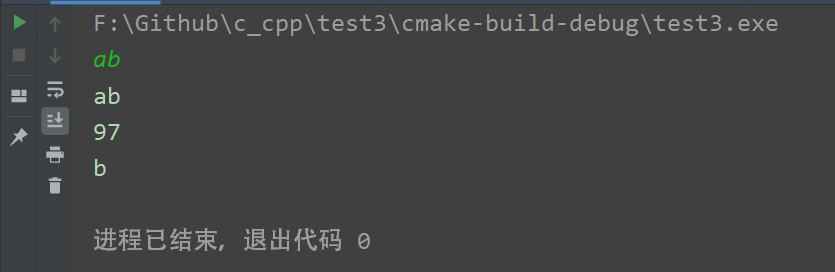 F:\Github\c_cpp\test3\cmake-build-debug\test3.exe
ab
ab
97
b
进程已结束, 退出代码 0